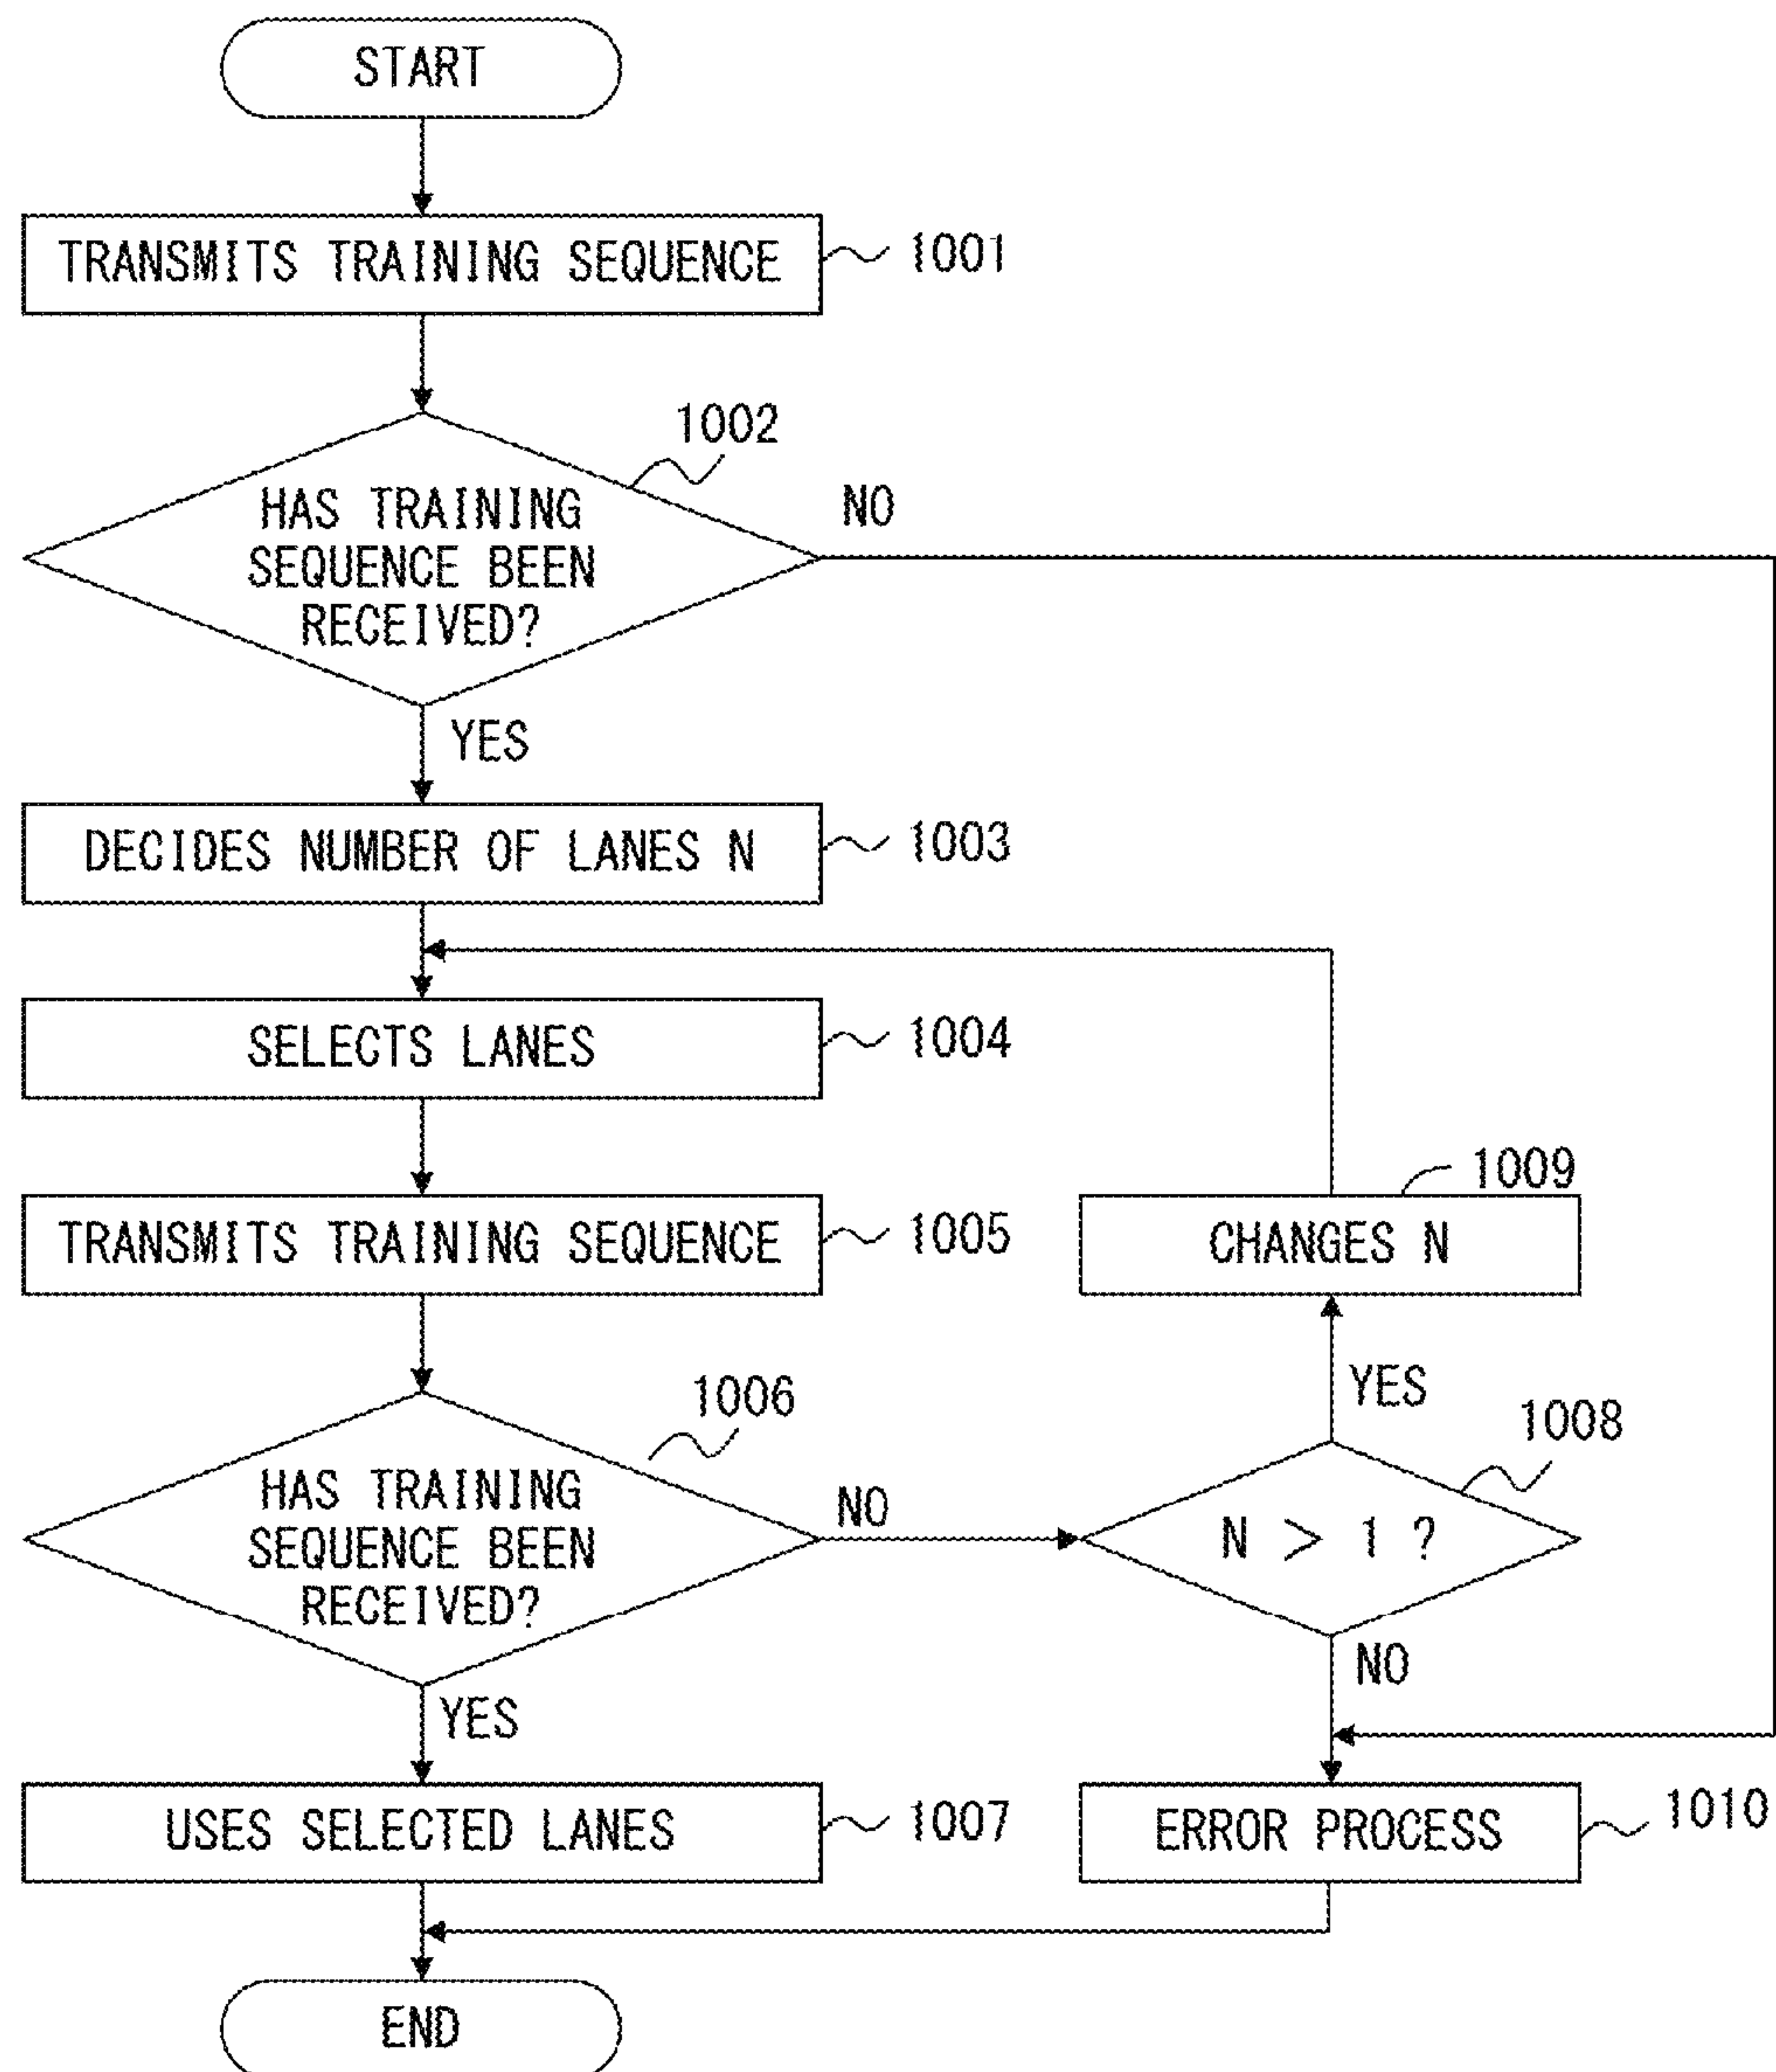 START
TRANSMITS TRAINING SEQUENCE
1001
1002
HAS TRAINING
SEQUENCE BEEN
RECEIVED?
NO
YES
DECIDES NUMBER OF LANES N
1003
SELECTS LANES
1004
TRANSMITS TRAINING SEQUENCE
1005
1009
CHANGES N
YES
1006
HAS TRAINING
SEQUENCE BEEN
RECEIVED?
NO
1008
N > 1 ?
NO
YES
USES SELECTED LANES
1007
ERROR PROCESS
1010
END